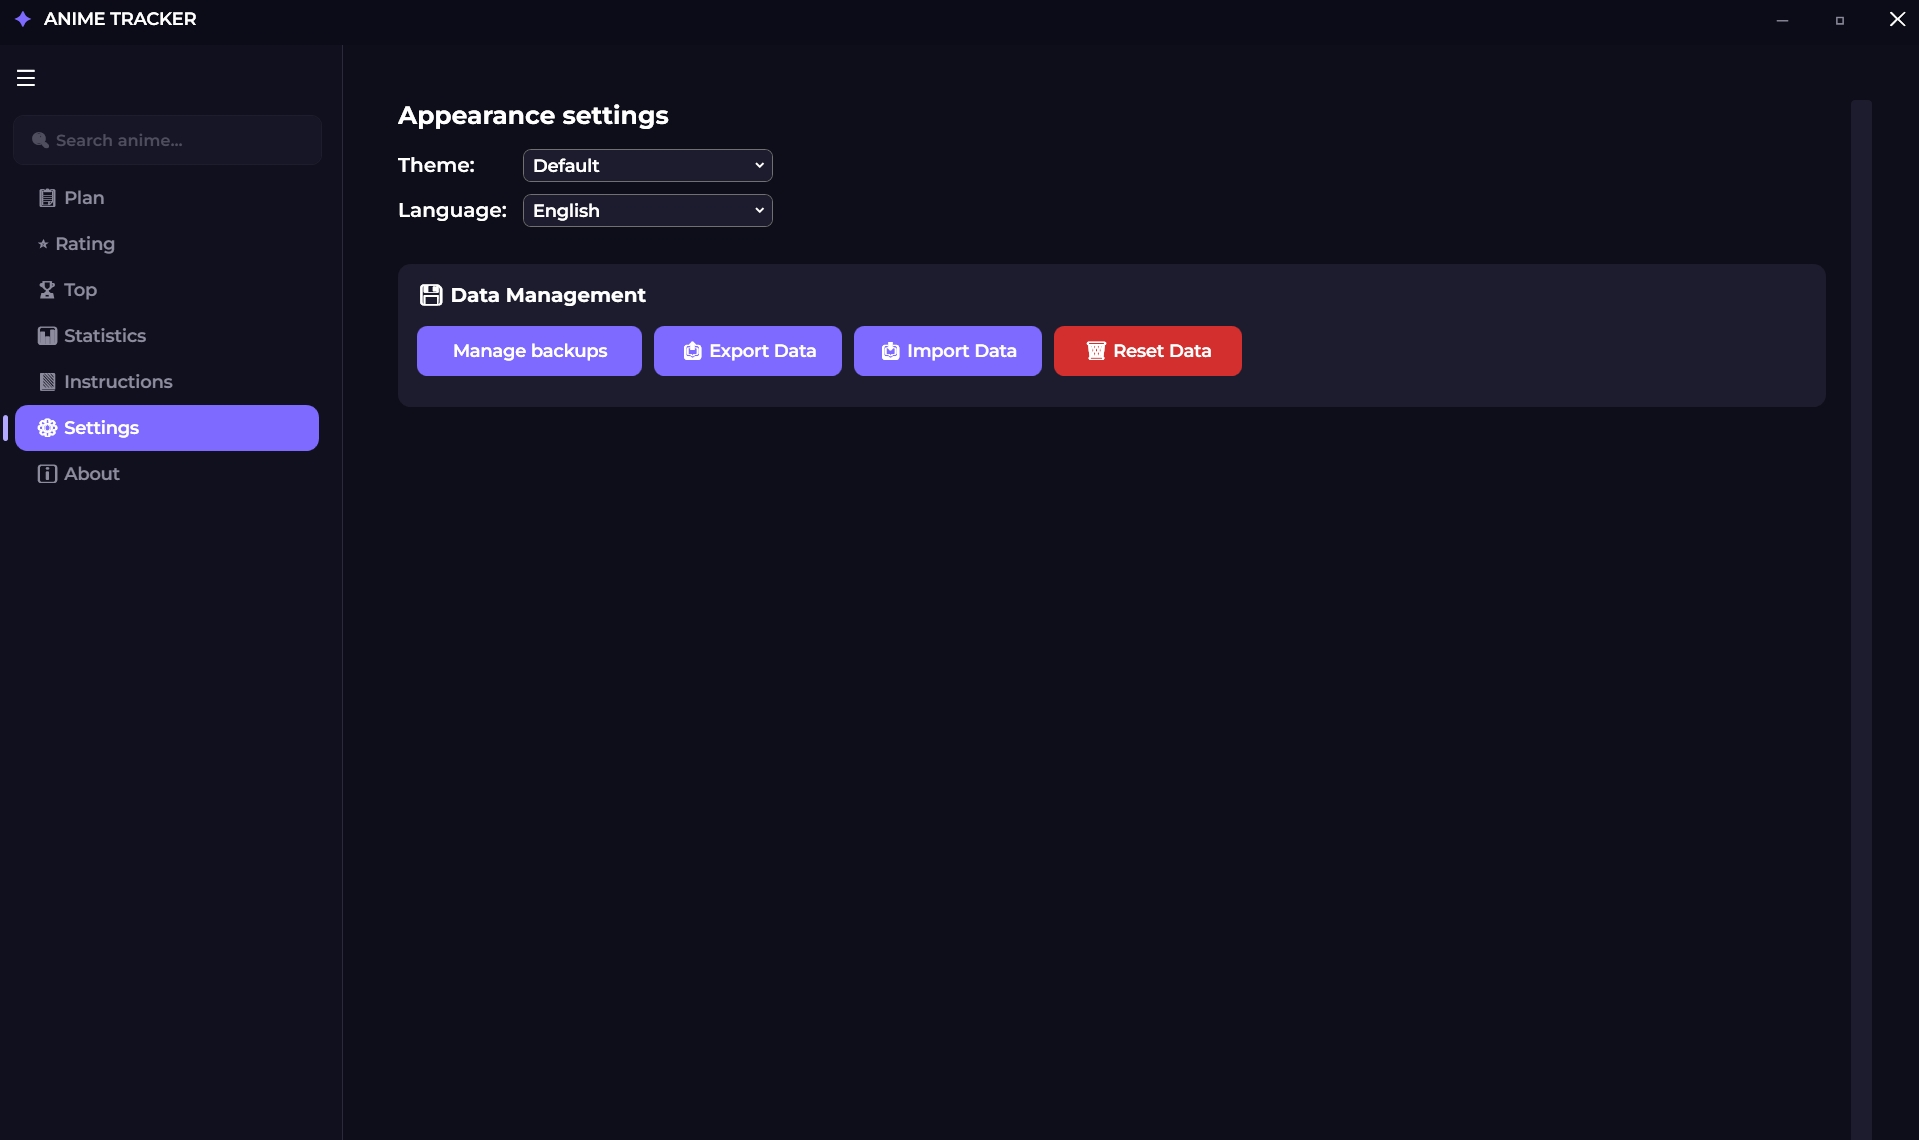 ANIME TRACKER
Search anime...
Plan
Rating
Top
Statistics
Instructions
Settings
About
Appearance settings
Theme: Default
Language: English
Data Management
Manage backups Export Data Import Data Reset Data